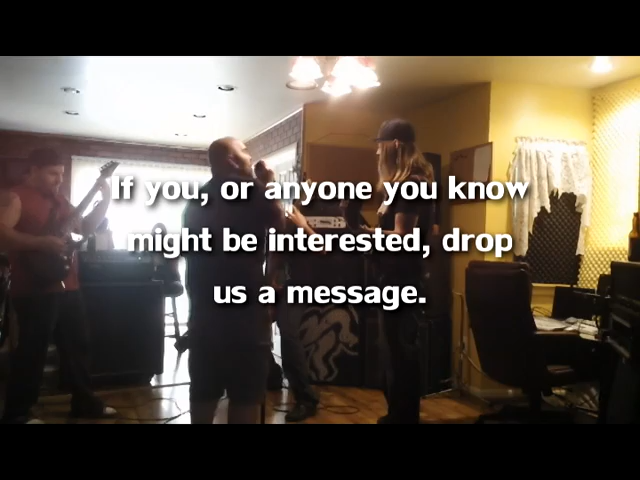 If you, or anyone you know
might be interested, drop
us a message.